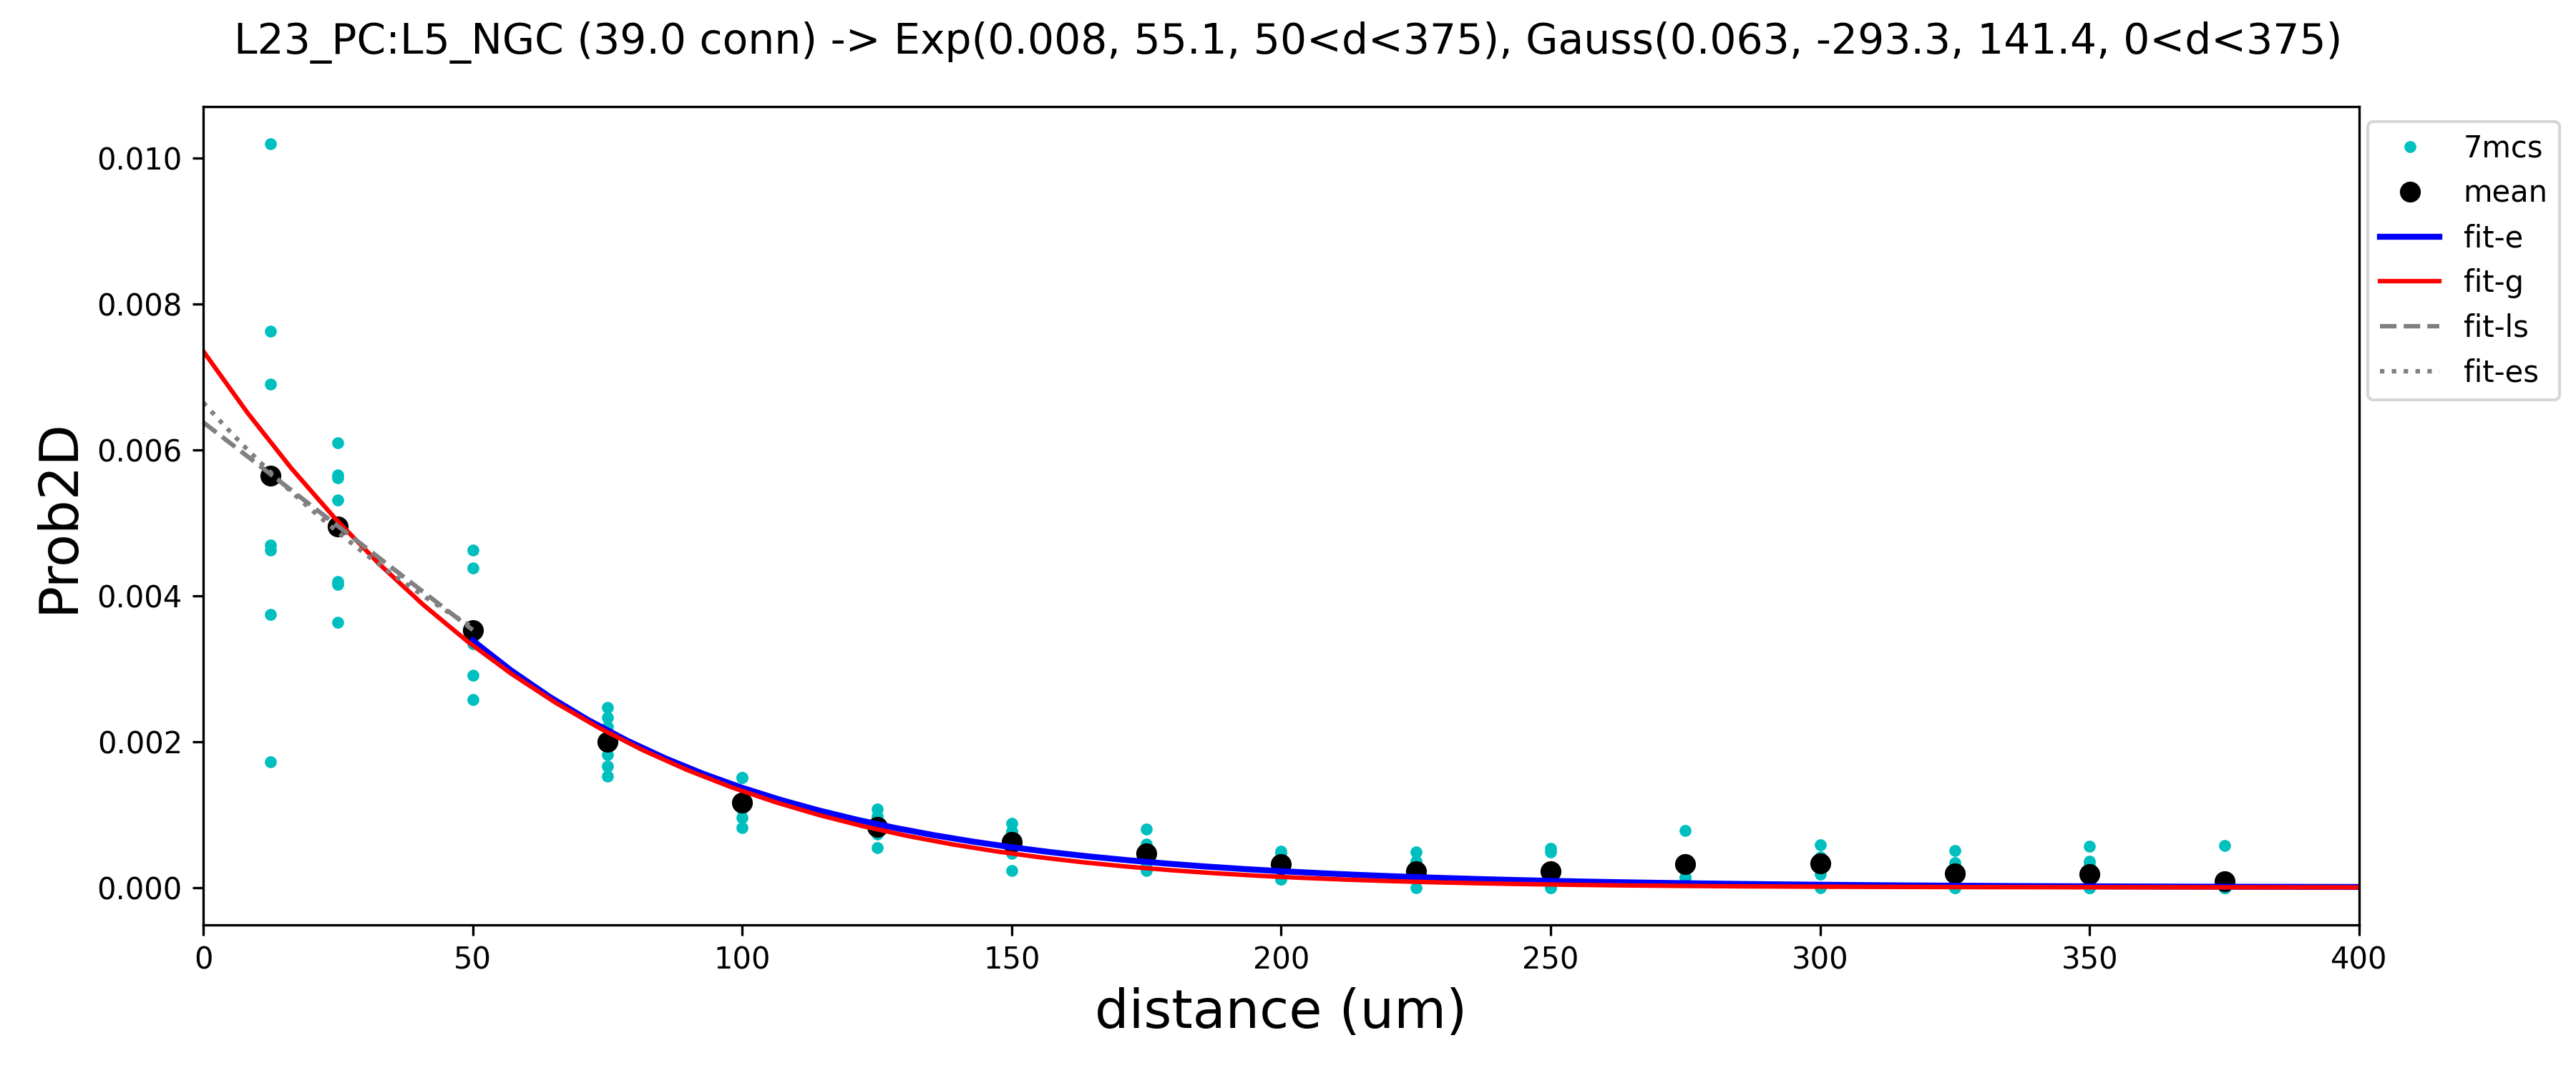 L23_PC:L5_NGC (39.0 conn) -> Exp(0.008, 55.1, 50<d<375), Gauss(0.063, -293.3, 141.4, 0<d<375)
7mcs
mean
fit-e
fit-g
fit-ls
fit-es
Prob2D
0.010
0.008
0.006
0.004
0.002
0.000
0 50 100 150 200 250 300 350 400
distance (um)